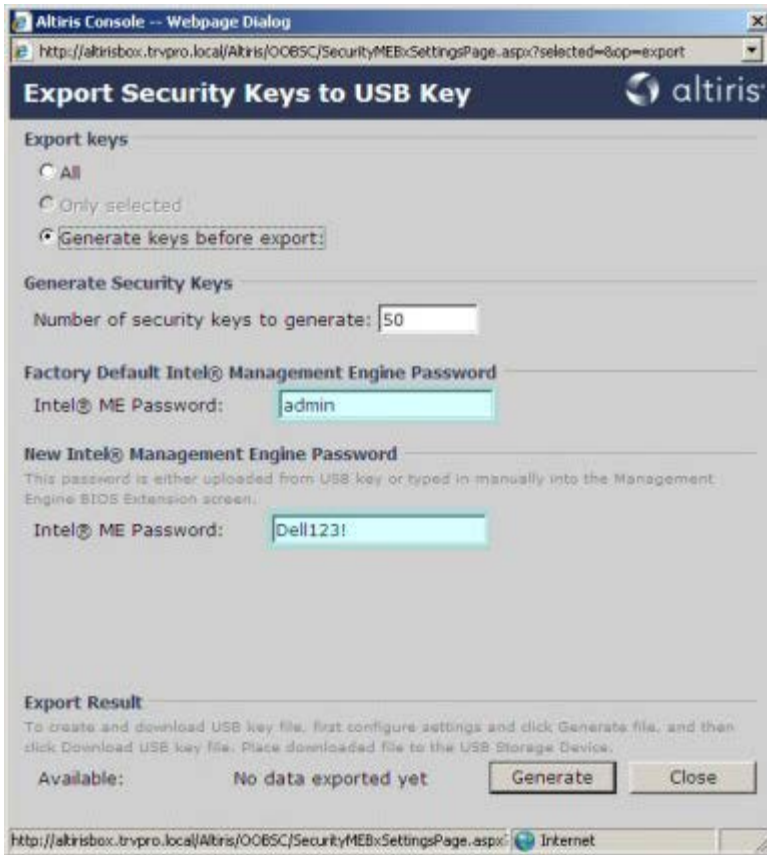 Altiris Console -- Webpage Dialog
http://altirisbox.trvpro.local/Altiris/OOBSC/SecurityMEBxSettingsPage.aspx?selected=&op=export
Export Security Keys to USB Key
altiris
Export keys
All
Only selected
Generate keys before export:
Generate Security Keys
Number of security keys to generate: 50
Factory Default Intel® Management Engine Password
Intel® ME Password: admin
New Intel® Management Engine Password
This password is either uploaded from USB key or typed in manually into the Management
Engine BIOS Extension screen.
Intel® ME Password: Dell123!
Export Result
To create and download USB key file, first configure settings and click Generate file, and then
click Download USB key file. Place downloaded file to the USB Storage Device.
Available: No data exported yet Generate Close
http://altirisbox.trvpro.local/Altiris/OOBSC/SecurityMEBxSettingsPage.aspx? Internet